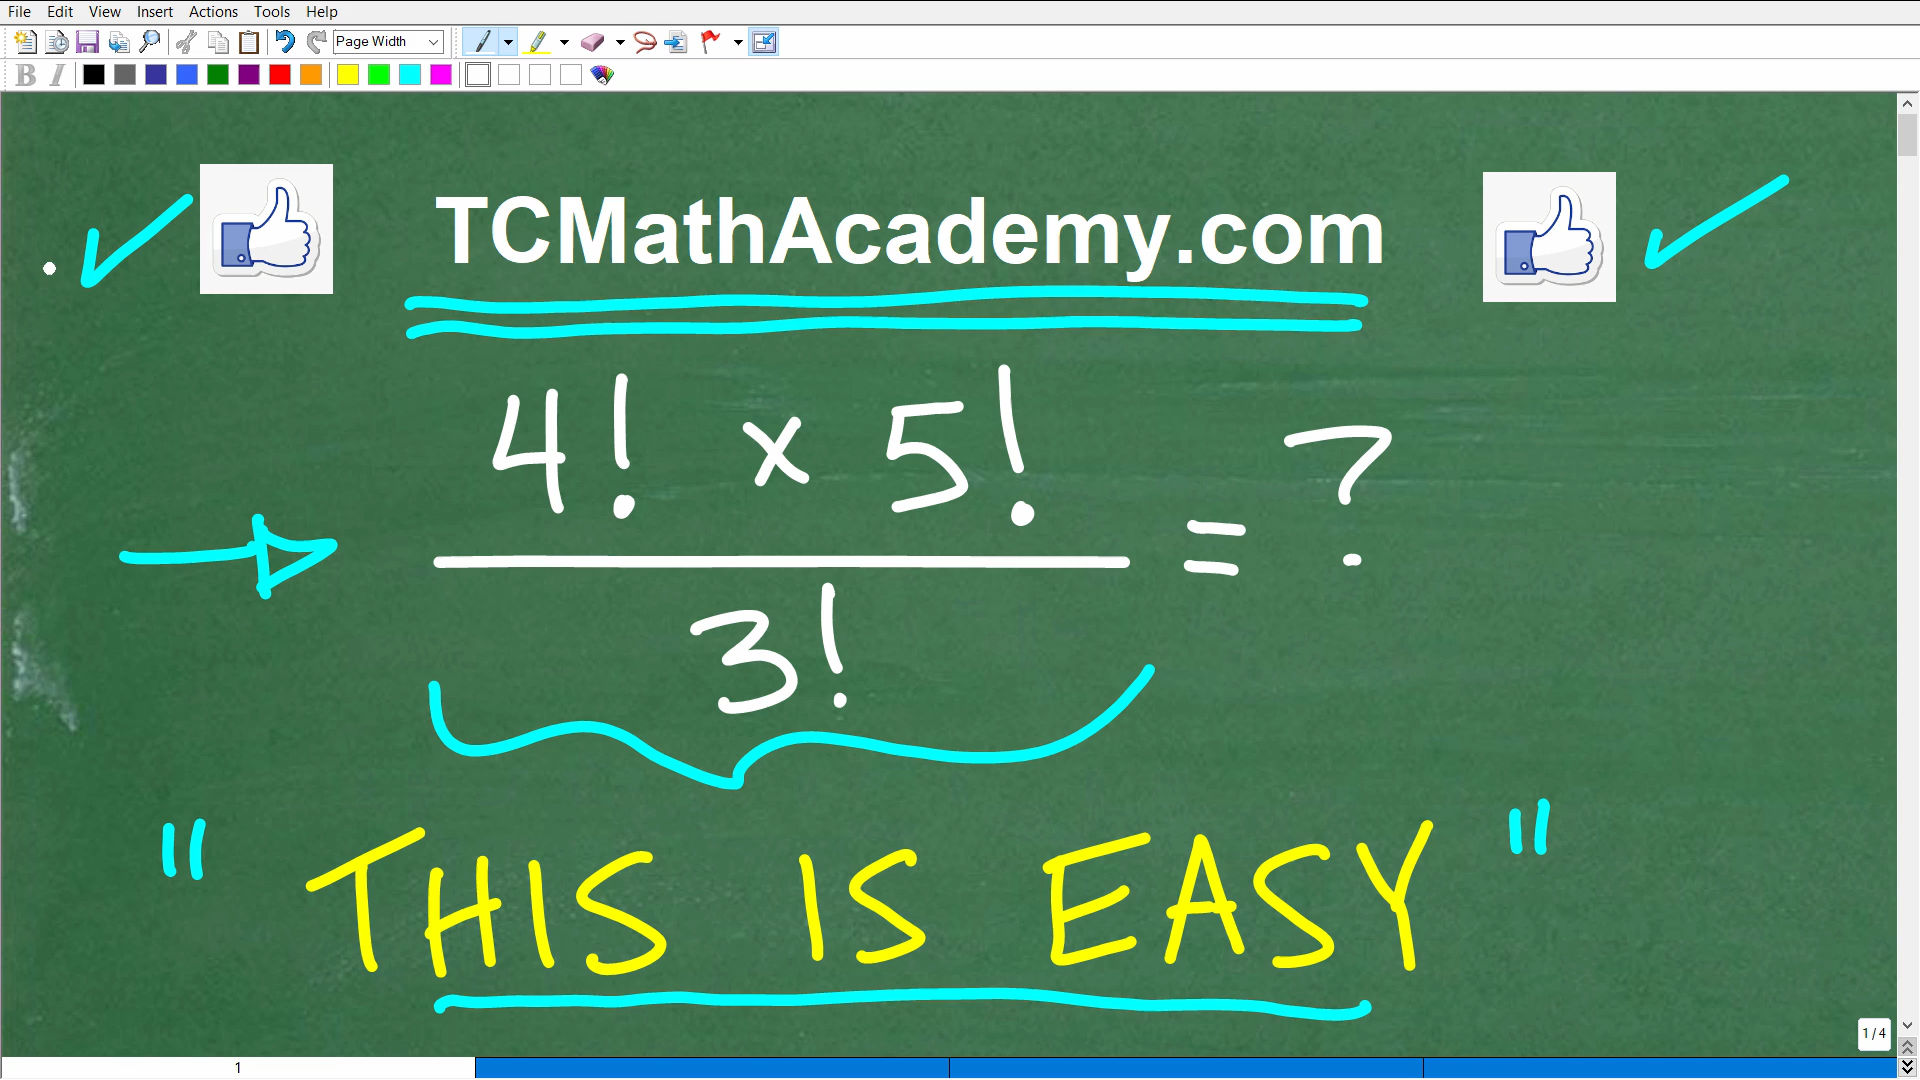 File Edit View Insert Actions Tools Help
Page Width
B I
TCMathAcademy.com
4! x 5!
= ?
3!
" THIS IS EASY "
1 / 4
1